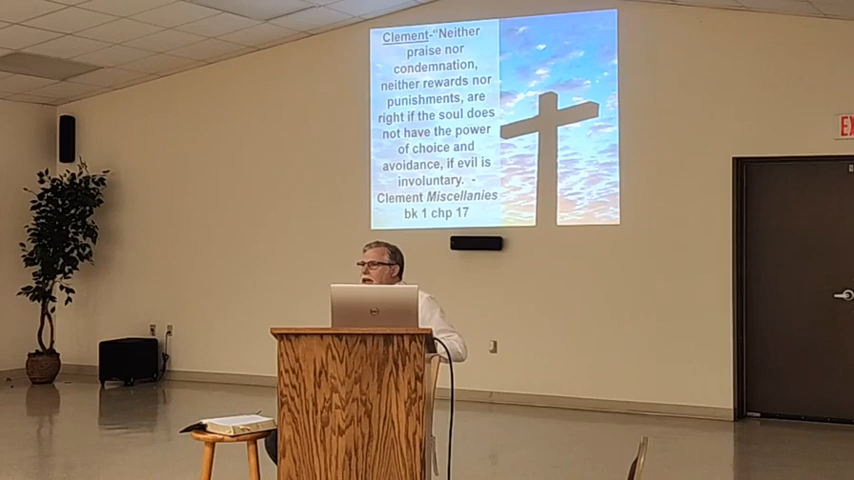 Clement-“Neither
praise nor
condemnation,
neither rewards nor
punishments, are
right if the soul does
not have the power
of choice and
avoidance, if evil is
involuntary. -
Clement Miscellanies
bk 1 chp 17
DELL